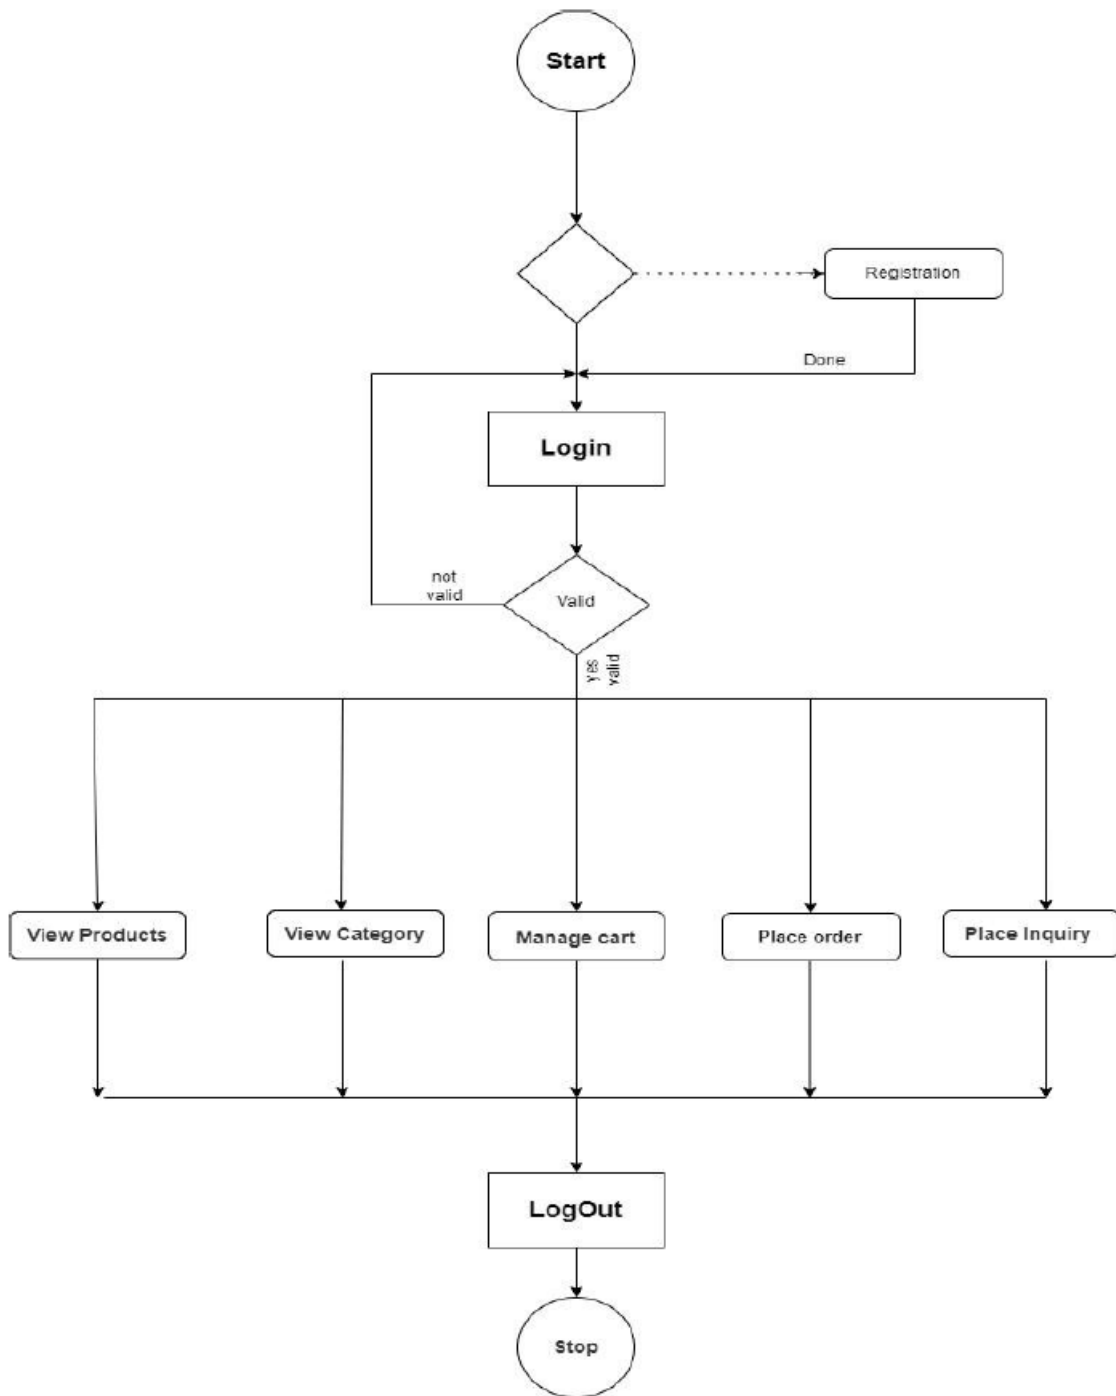 Start
Registration
Done
Login
not
valid
Valid
yes
valid
View Products
View Category
Manage cart
Place order
Place Inquiry
LogOut
Stop